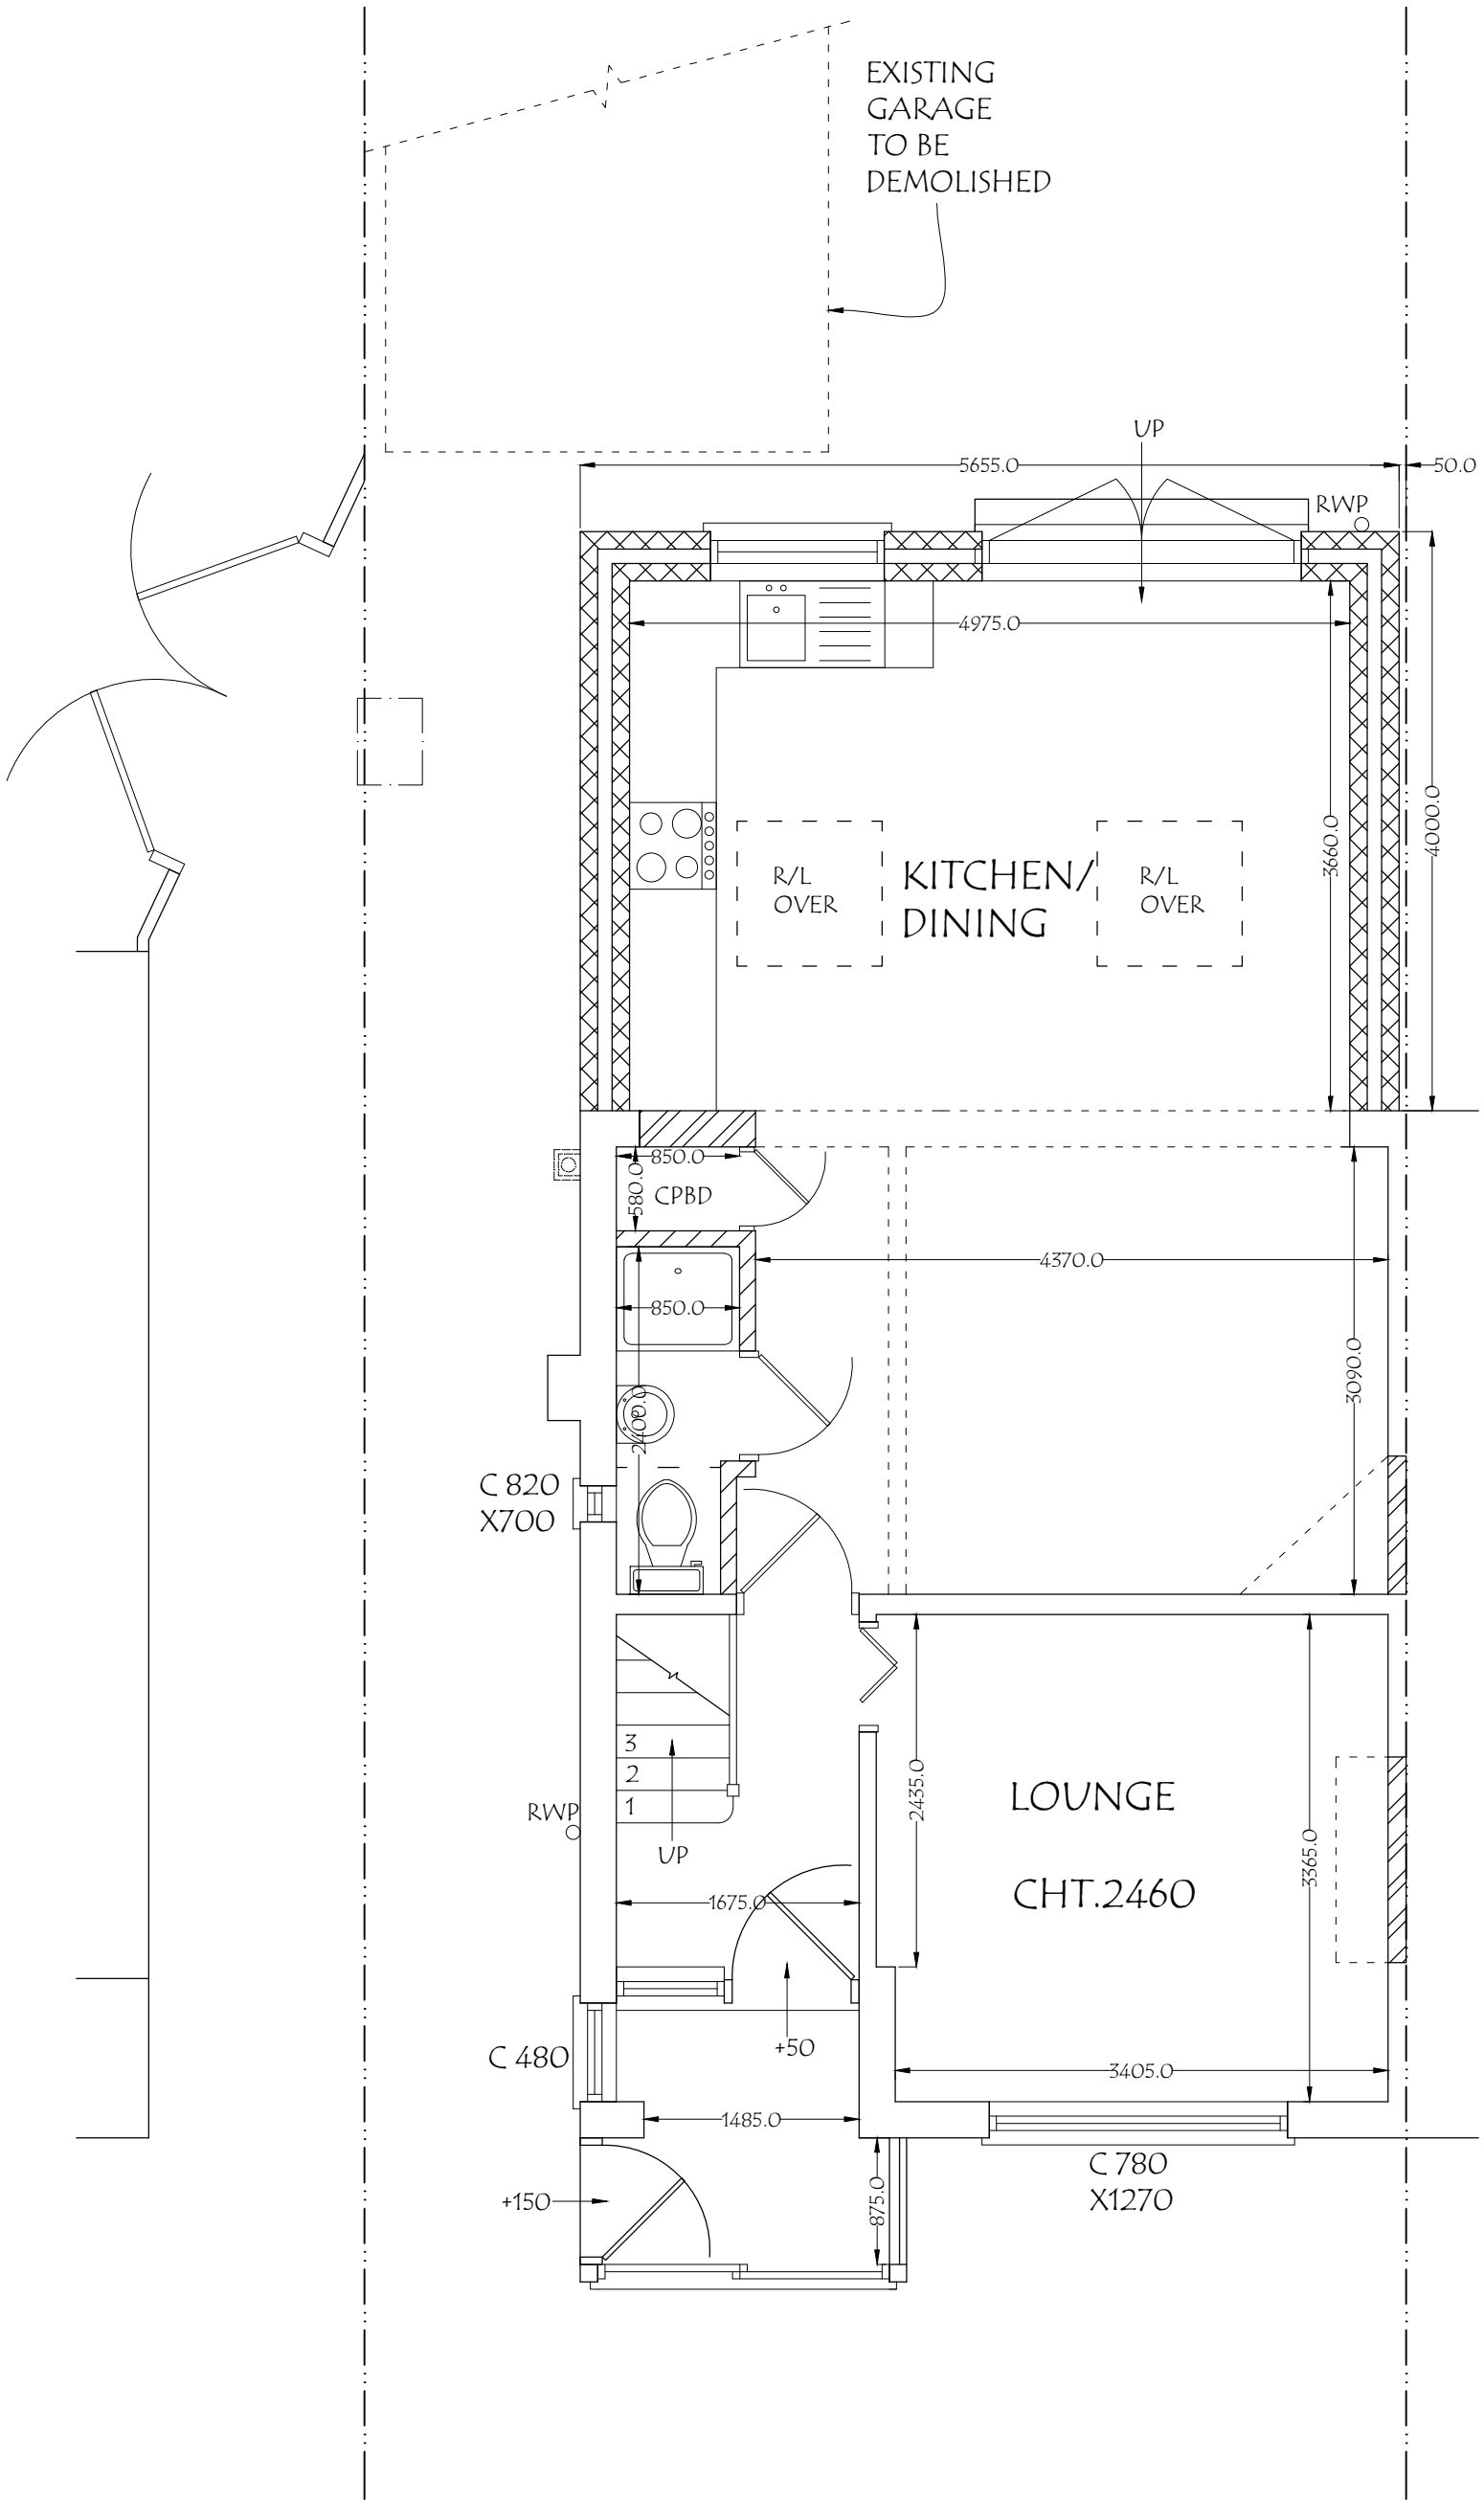 EXISTING
GARAGE
TO BE
DEMOLISHED
UP
5655.0
50.0
RWP
4975.0
3660.0
4000.0
R/L
OVER
KITCHEN/
DINING
R/L
OVER
850.0
580.0
CPBD
4370.0
850.0
3090.0
2400.0
C 820
X700
3
2
1
UP
RWP
2435.0
LOUNGE
CHT.2460
3365.0
1675.0
+50
C 480
3405.0
1485.0
C 780
X1270
+150
875.0